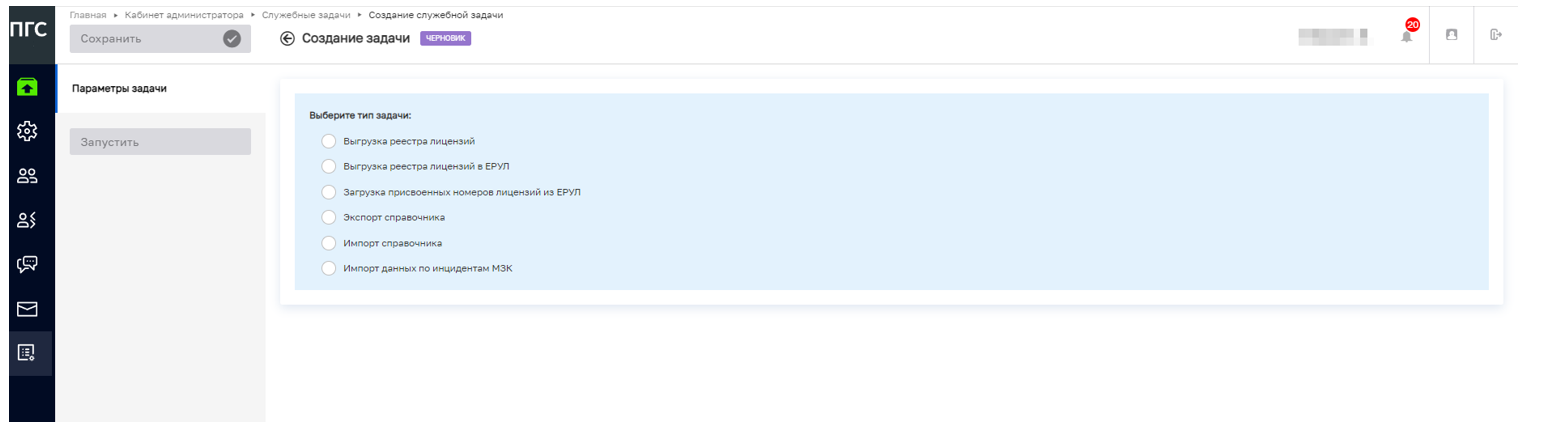 ПГС
Главная ▸ Кабинет администратора ▸ Служебные задачи ▸ Создание служебной задачи
Сохранить
Создание задачи ЧЕРНОВИК
20
Параметры задачи
Запустить
Выберите тип задачи:
Выгрузка реестра лицензий
Выгрузка реестра лицензий в ЕРУЛ
Загрузка присвоенных номеров лицензий из ЕРУЛ
Экспорт справочника
Импорт справочника
Импорт данных по инцидентам МЗК